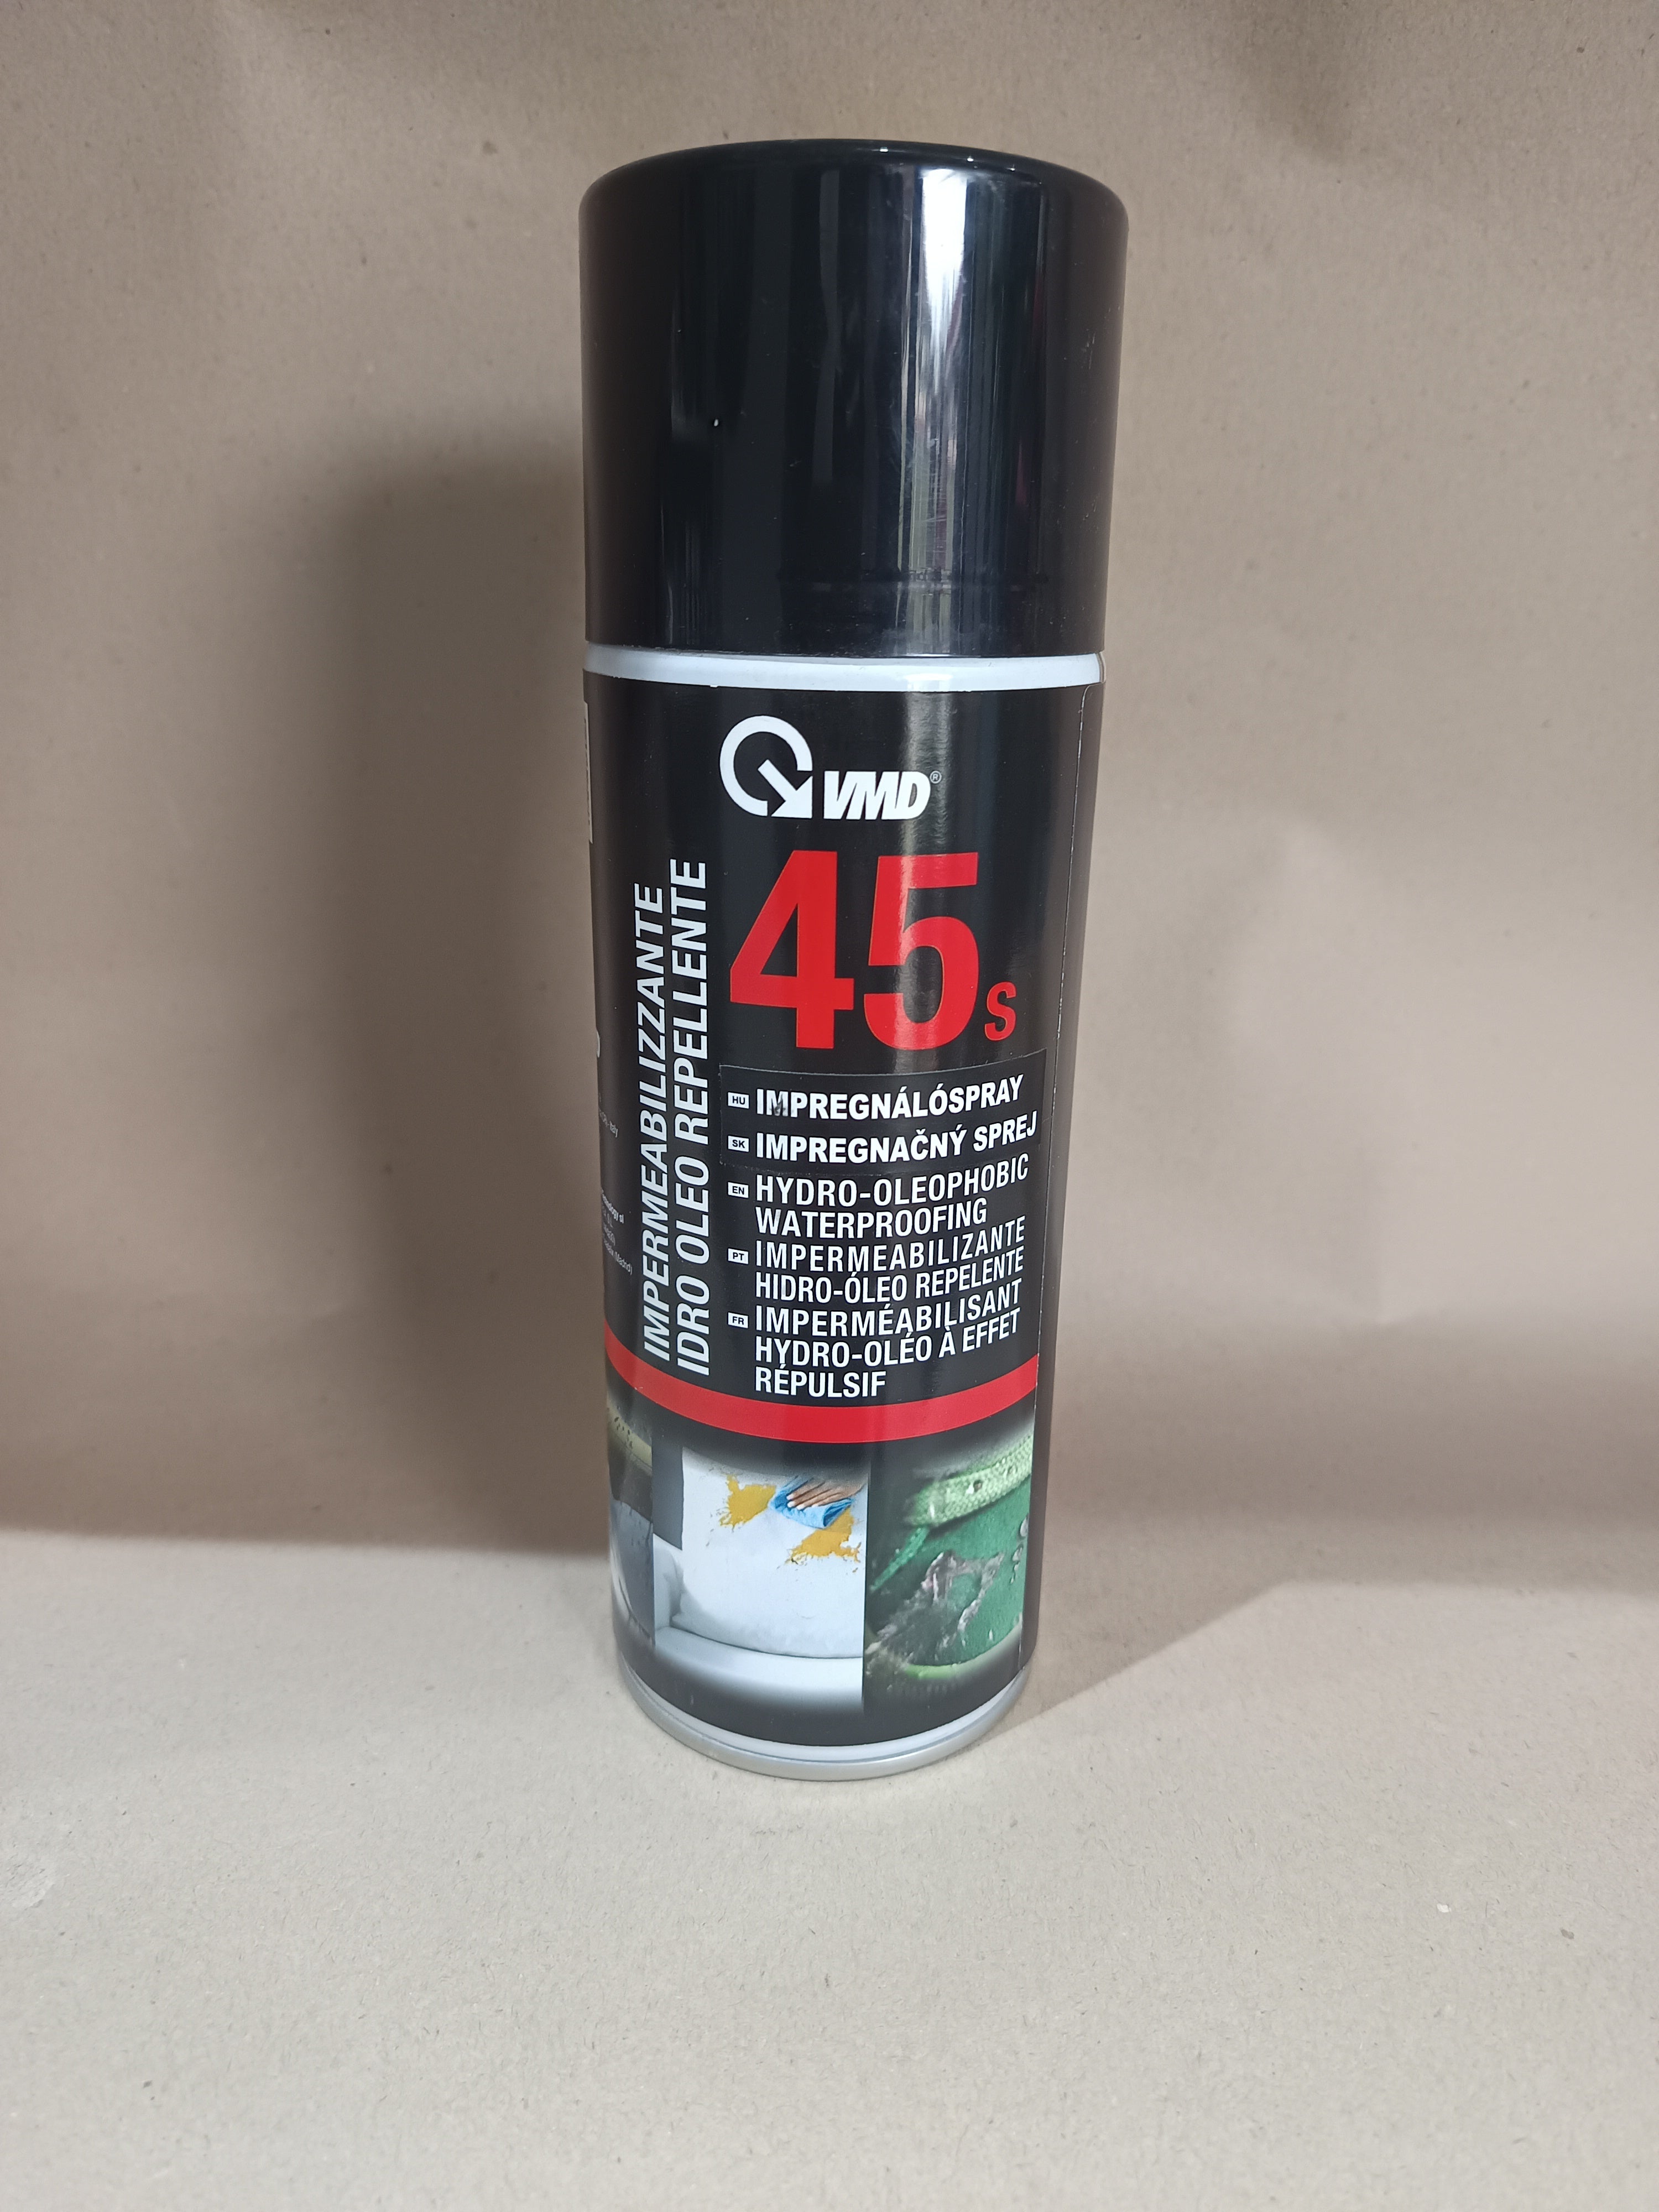 VMD®
45s
IMPERMEABILIZZANTE
IDRO OLEO REPELLENTE
HU IMPREGNÁLÓSPRAY
SK IMPREGNAČNÝ SPREJ
EN HYDRO-OLEOPHOBIC
WATERPROOFING
PT IMPERMEABILIZANTE
HIDRO-ÓLEO REPELENTE
FR IMPERMÉABILISANT
HYDRO-OLÉO À EFFET
RÉPULSIF